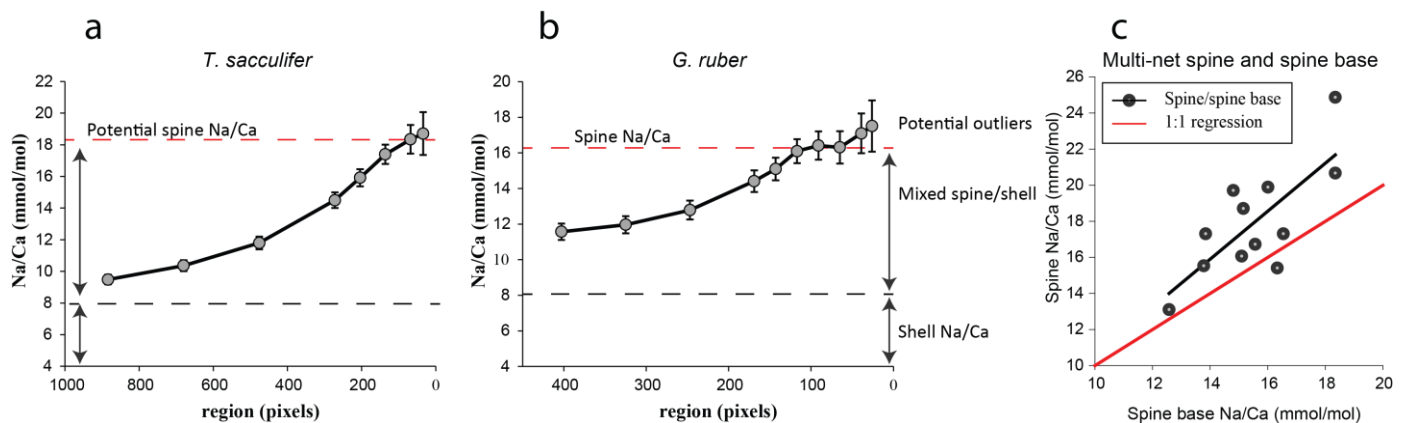 a
T. sacculifer
Na/Ca (mmol/mol)
22
20
18
16
14
12
10
8
6
4
Potential spine Na/Ca
1000
800
600
400
200
0
region (pixels)
b
G. ruber
Na/Ca (mmol/mol)
20
18
16
14
12
10
8
6
4
Spine Na/Ca
Potential outliers
Mixed spine/shell
Shell Na/Ca
400
300
200
100
0
region (pixels)
c
Multi-net spine and spine base
Spine Na/Ca (mmol/mol)
26
24
22
20
18
16
14
12
10
Spine/spine base
1:1 regression
10
12
14
16
18
20
Spine base Na/Ca (mmol/mol)